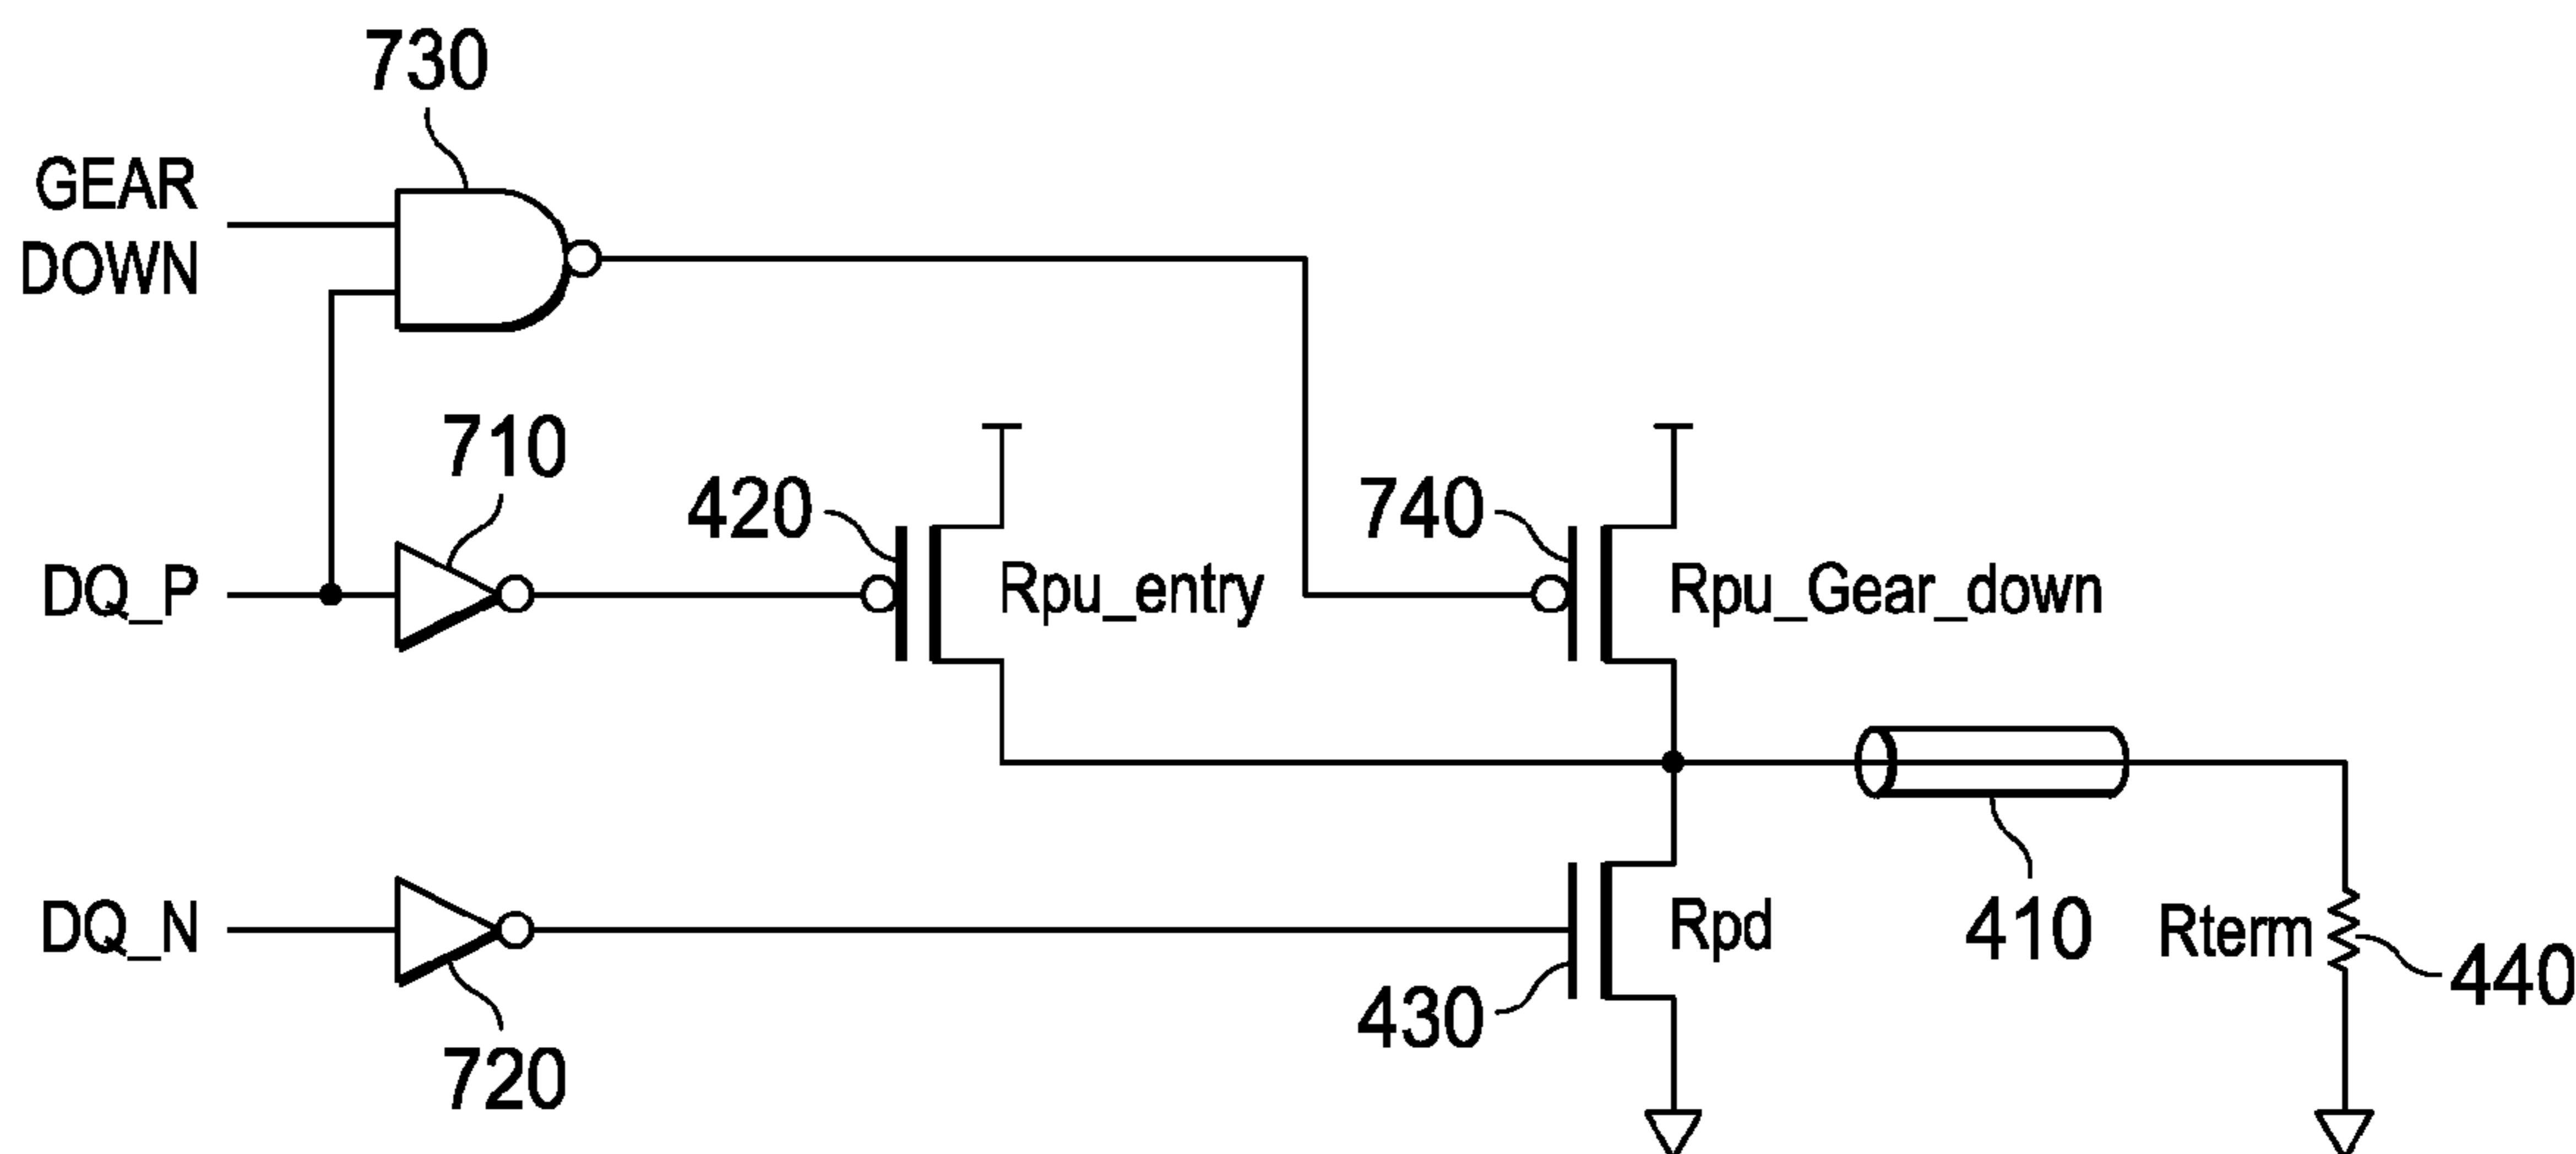 730
GEAR
DOWN
710
420
740
DQ_P
Rpu_entry
Rpu_Gear_down
DQ_N
Rpd
410
Rterm
440
430
720